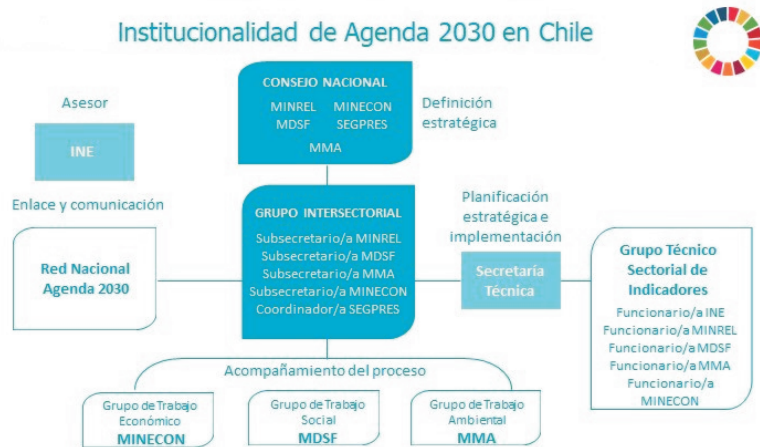 Institucionalidad de Agenda 2030 en Chile
CONSEJO NACIONAL
MINREL MINECON
MDSF SEGPRES
MMA
Definición
estratégica
Asesor
INE
Enlace y comunicación
Red Nacional
Agenda 2030
GRUPO INTERSECTORIAL
Subsecretario/a MINREL
Subsecretario/a MDSF
Subsecretario/a MMA
Subsecretario/a MINECON
Coordinador/a SEGPRES
Planificación
estratégica e
implementación
Secretaría
Técnica
Grupo Técnico
Sectorial de
Indicadores
Funcionario/a INE
Funcionario/a MINREL
Funcionario/a MDSF
Funcionario/a MMA
Funcionario/a
MINECON
Acompañamiento del proceso
Grupo de Trabajo
Económico
MINECON
Grupo de Trabajo
Social
MDSF
Grupo de Trabajo
Ambiental
MMA